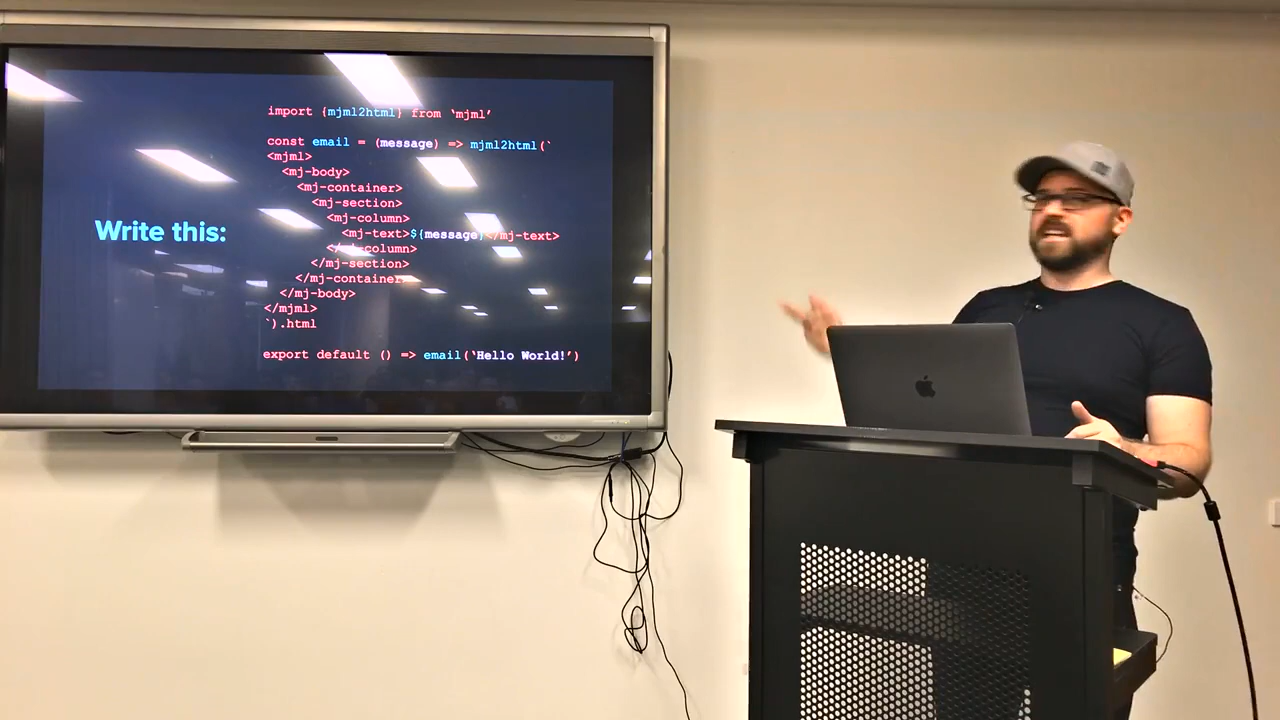 Write this:
import {mjml2html} from ‘mjml’
const email = (message) => mjml2html(`
<mjml>
<mj-body>
<mj-container>
<mj-section>
<mj-column>
<mj-text>${message}</mj-text>
</mj-column>
</mj-section>
</mj-container>
</mj-body>
</mjml>
`).html
export default () => email(‘Hello World!’)